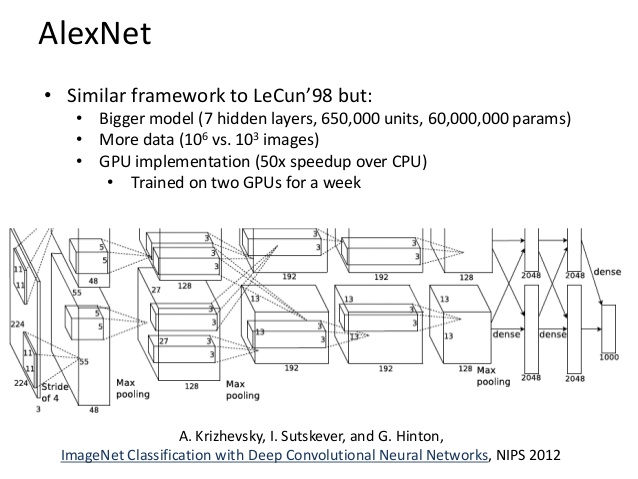 AlexNet
• Similar framework to LeCun’98 but:
• Bigger model (7 hidden layers, 650,000 units, 60,000,000 params)
• More data (10⁶ vs. 10³ images)
• GPU implementation (50x speedup over CPU)
• Trained on two GPUs for a week
11
11
5
5
48
3
3
128
3
3
192
192
128
2048
2048
dense
224
55
27
13
13
13
5
5
3
3
3
3
11
11
55
27
3
3
13
3
3
13
dense
dense
1000
224
Stride
of 4
3
48
Max
pooling
128
Max
pooling
192
192
128
Max
pooling
2048
2048
A. Krizhevsky, I. Sutskever, and G. Hinton,
ImageNet Classification with Deep Convolutional Neural Networks, NIPS 2012